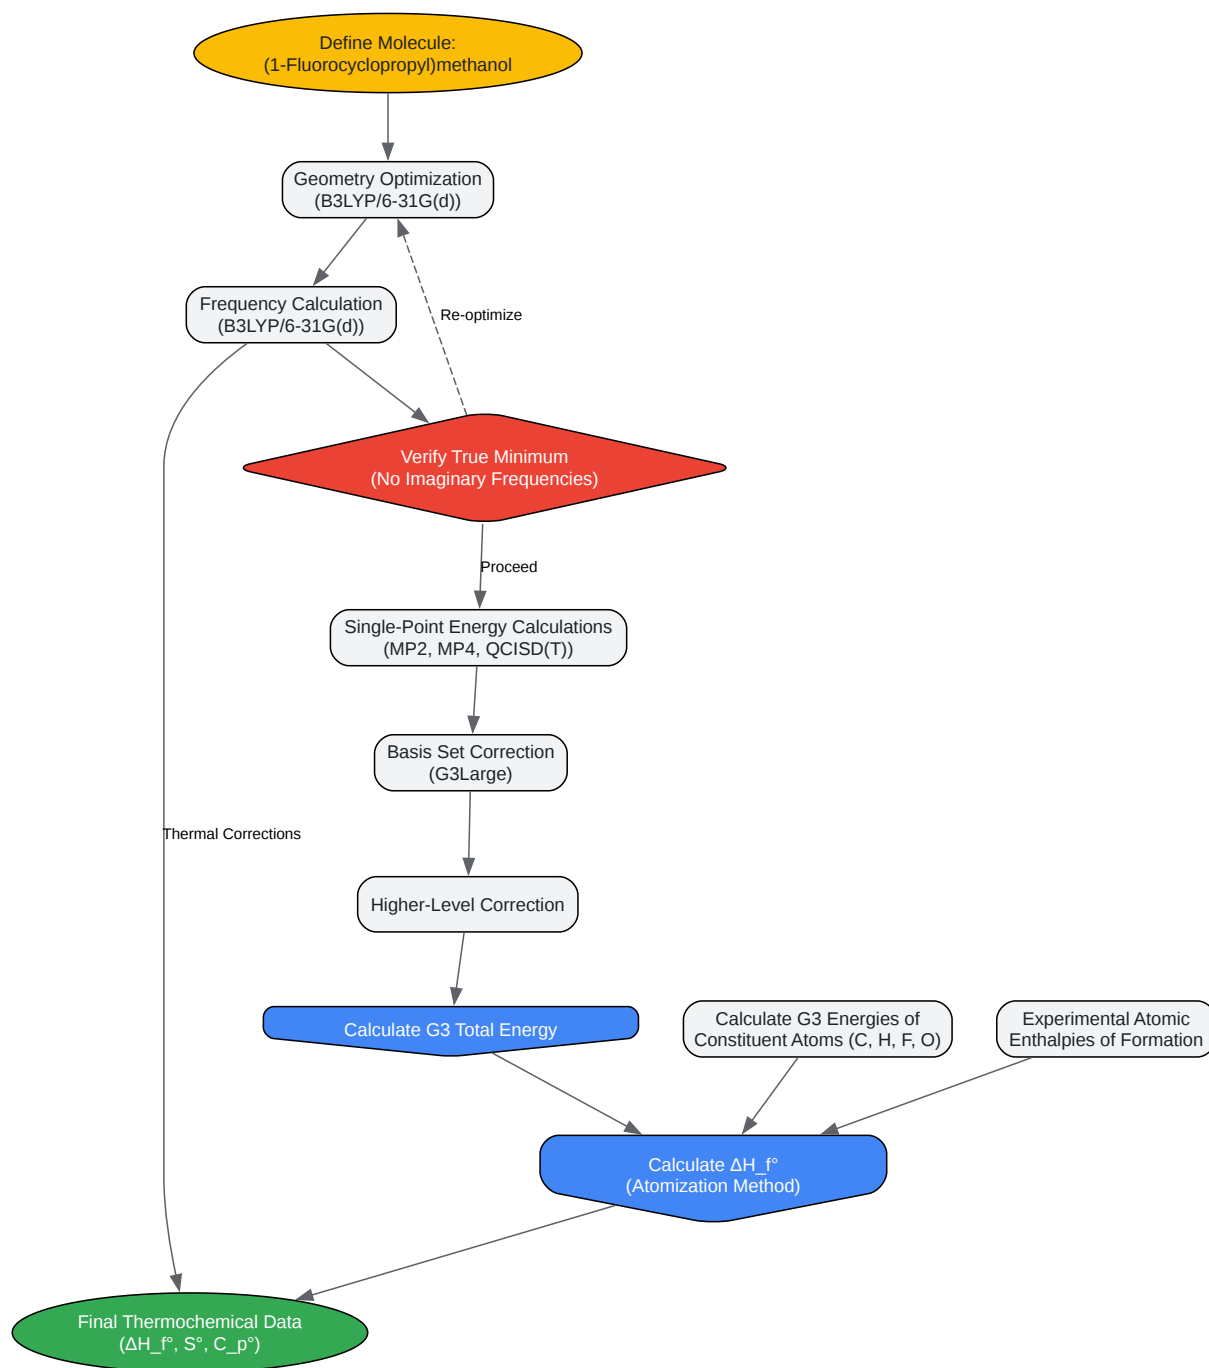 Define Molecule:
(1-Fluorocyclopropyl)methanol
Geometry Optimization
(B3LYP/6-31G(d))
Frequency Calculation
(B3LYP/6-31G(d))
Re-optimize
Verify True Minimum
(No Imaginary Frequencies)
Proceed
Single-Point Energy Calculations
(MP2, MP4, QCISD(T))
Basis Set Correction
(G3Large)
Thermal Corrections
Higher-Level Correction
Calculate G3 Total Energy
Calculate G3 Energies of
Constituent Atoms (C, H, F, O)
Experimental Atomic
Enthalpies of Formation
Calculate ΔH_f°
(Atomization Method)
Final Thermochemical Data
(ΔH_f°, S°, C_p°)